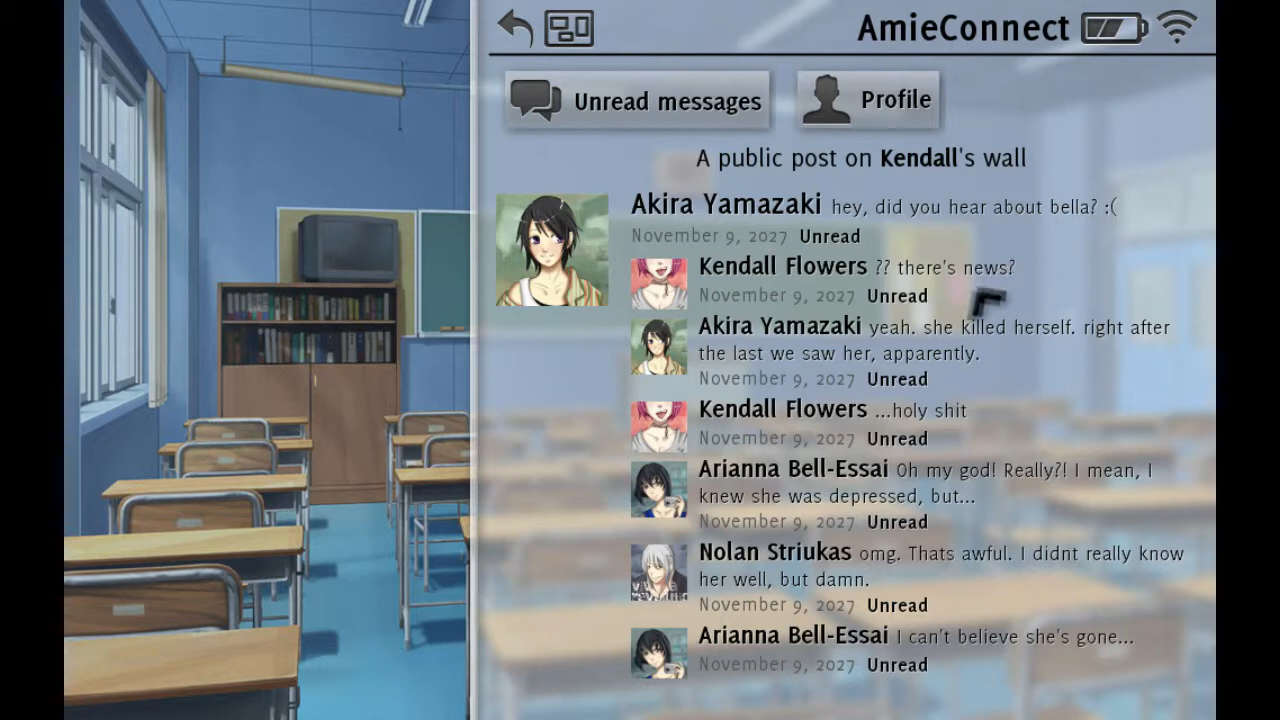 AmieConnect
Unread messages
Profile
A public post on Kendall's wall
Akira Yamazaki hey, did you hear about bella? :(
November 9, 2027 Unread
Kendall Flowers ?? there's news?
November 9, 2027 Unread
Akira Yamazaki yeah. she killed herself. right after
the last we saw her, apparently.
November 9, 2027 Unread
Kendall Flowers ...holy shit
November 9, 2027 Unread
Arianna Bell-Essai Oh my god! Really?! I mean, I
knew she was depressed, but...
November 9, 2027 Unread
Nolan Striukas omg. Thats awful. I didnt really know
her well, but damn.
November 9, 2027 Unread
Arianna Bell-Essai I can't believe she's gone...
November 9, 2027 Unread